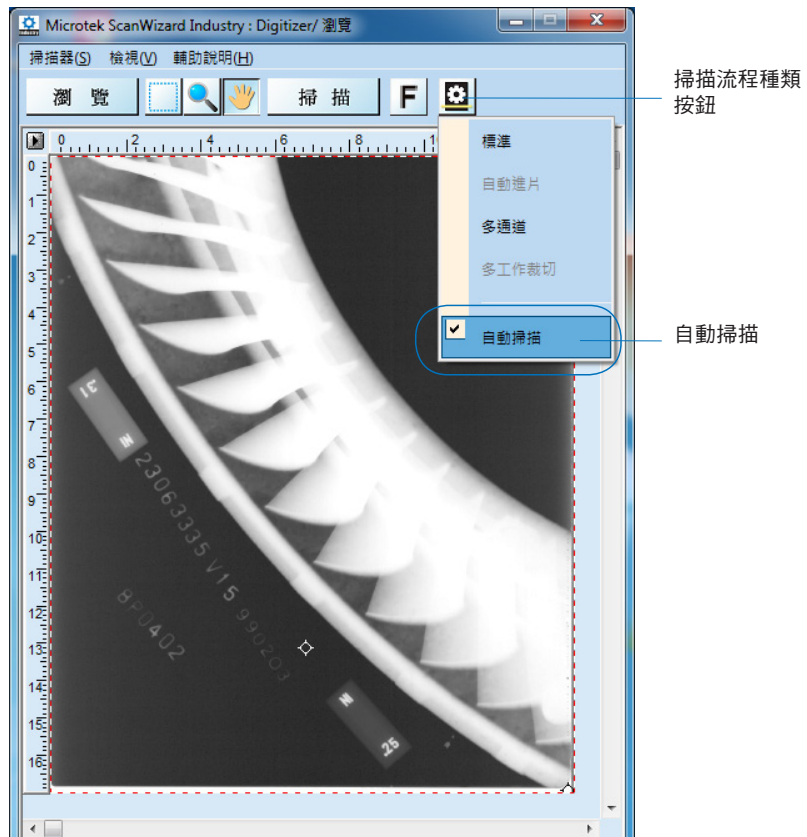 Microtek ScanWizard Industry : Digitizer/ 瀏覽
掃描器(S) 檢視(V) 輔助說明(H)
瀏 覽 掃 描 F
掃描流程種類
按鈕
0 2 4 6 8
標準
自動進片
多通道
多工作裁切
自動掃描
自動掃描
0
1
2
3
4
5
6
7
8
9
10
11
12
13
14
15
16
31 N
23063335 V15 990203
8P0402
N 25